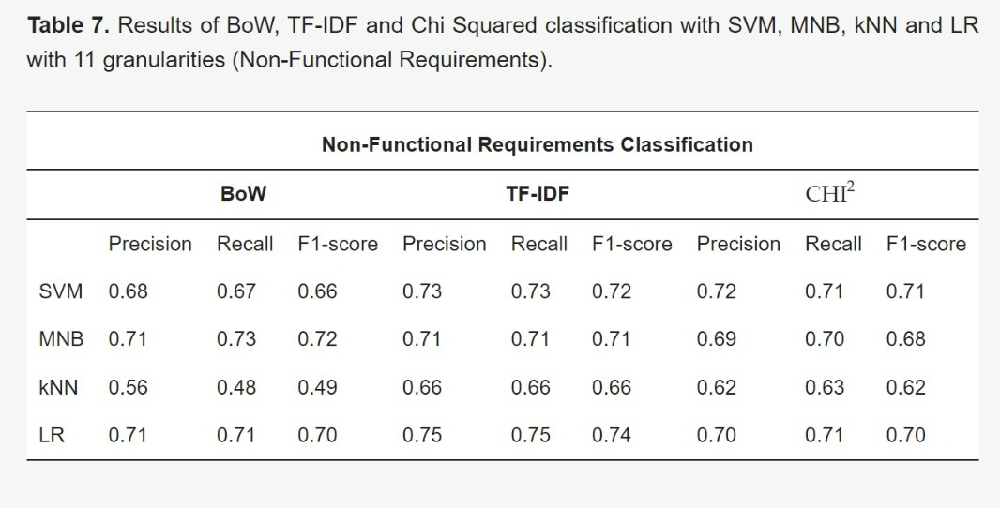 Table 7. Results of BoW, TF-IDF and Chi Squared classification with SVM, MNB, kNN and LR
with 11 granularities (Non-Functional Requirements).
Non-Functional Requirements Classification
BoW TF-IDF CHI²
Precision Recall F1-score Precision Recall F1-score Precision Recall F1-score
SVM 0.68 0.67 0.66 0.73 0.73 0.72 0.72 0.71 0.71
MNB 0.71 0.73 0.72 0.71 0.71 0.71 0.69 0.70 0.68
kNN 0.56 0.48 0.49 0.66 0.66 0.66 0.62 0.63 0.62
LR 0.71 0.71 0.70 0.75 0.75 0.74 0.70 0.71 0.70